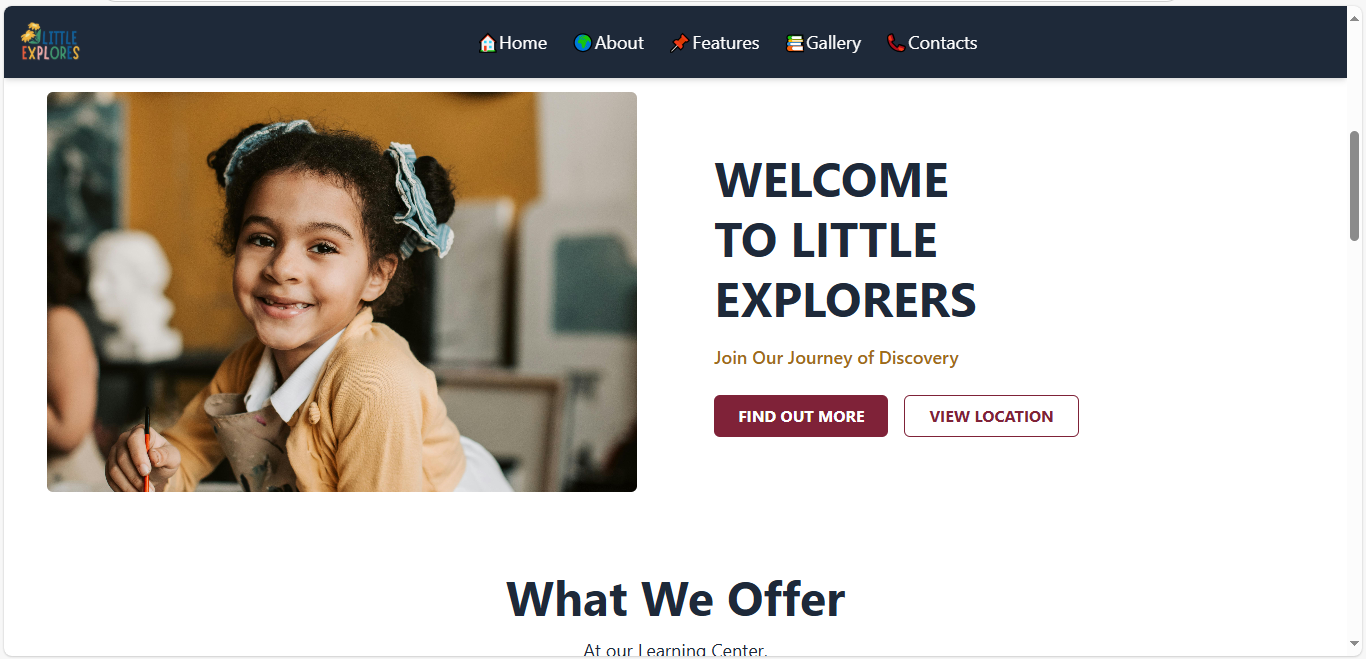 LITTLE
EXPLORES
🏠Home 🌍About 📌Features 📚Gallery 📞Contacts
WELCOME
TO LITTLE
EXPLORERS
Join Our Journey of Discovery
FIND OUT MORE VIEW LOCATION
What We Offer
At our Learning Center,